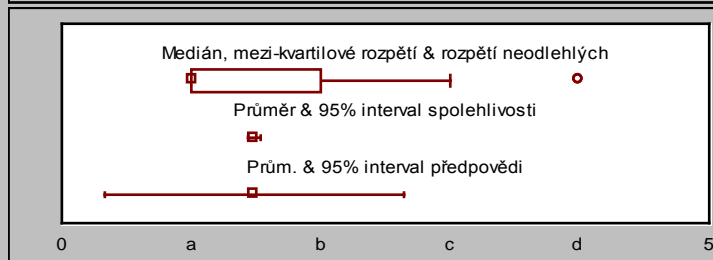 Medián, mezi-kvartilové rozpětí & rozpětí neodlehlých
Průměr & 95% interval spolehlivosti
Prům. & 95% interval předpovědi
0 a b c d 5